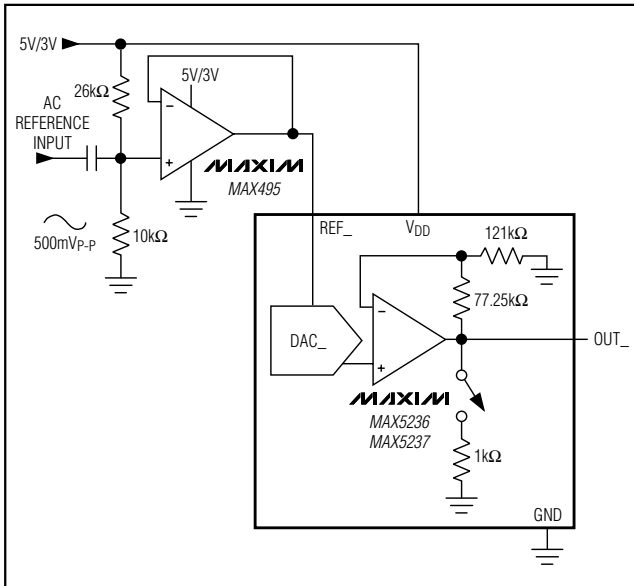 5V/3V
26kΩ
5V/3V
AC
REFERENCE
INPUT
−
+
MAXIM
MAX495
500mVP-P
10kΩ
REF_
VDD
121kΩ
77.25kΩ
−
DAC_
+
OUT_
MAXIM
MAX5236
MAX5237
1kΩ
GND